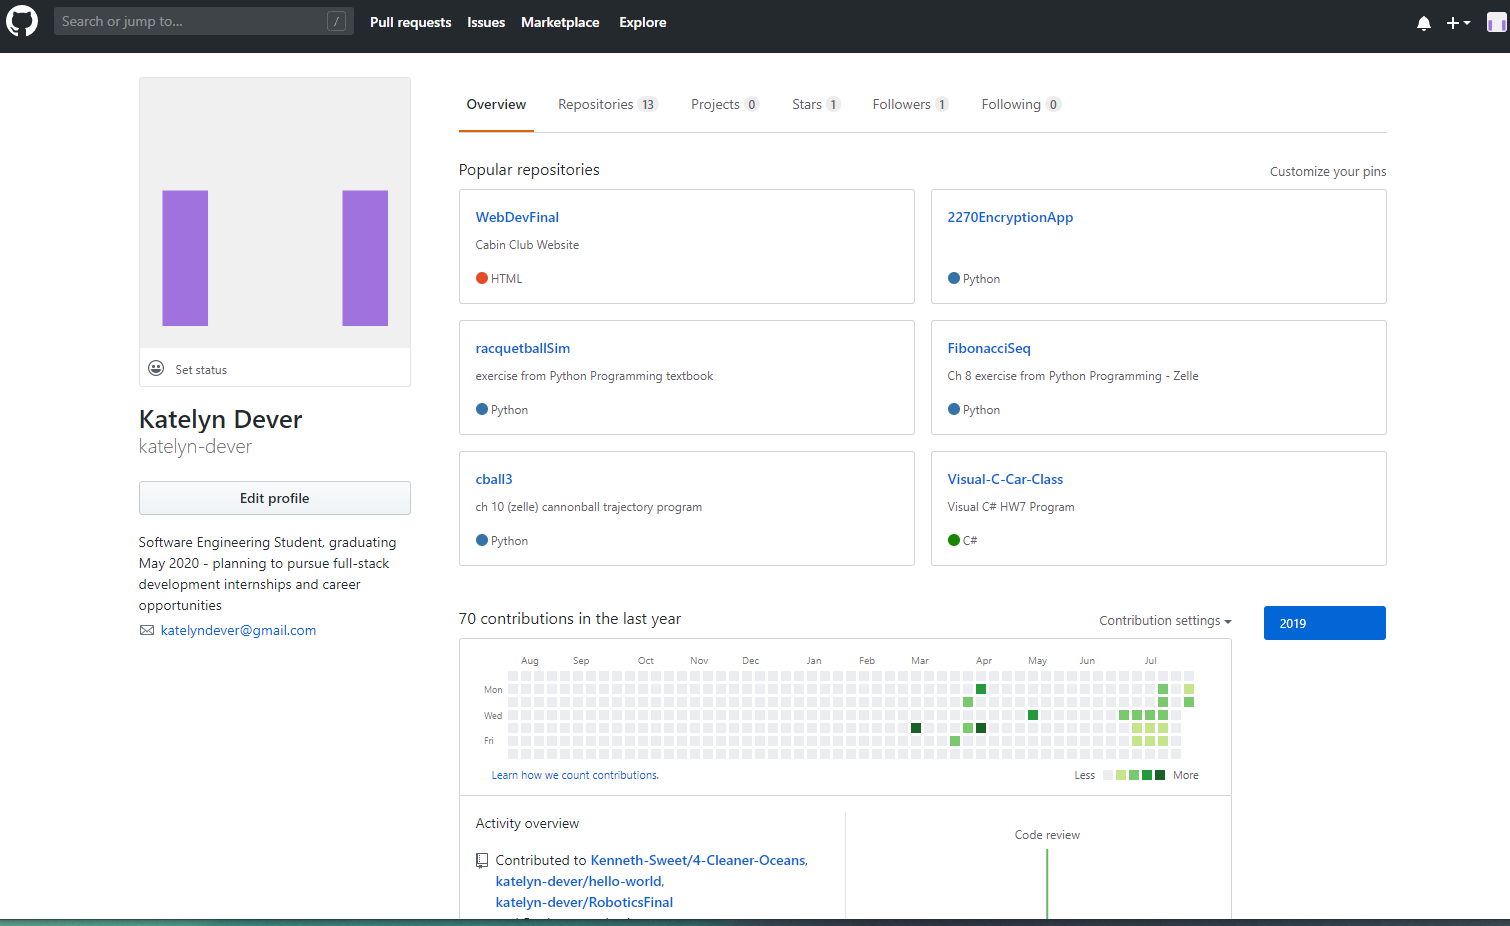 Search or jump to... /
Pull requests Issues Marketplace Explore
Overview Repositories 13 Projects 0 Stars 1 Followers 1 Following 0
Set status
Katelyn Dever
katelyn-dever
Edit profile
Software Engineering Student, graduating
May 2020 - planning to pursue full-stack
development internships and career
opportunities
katelyndever@gmail.com
Popular repositories
Customize your pins
WebDevFinal
Cabin Club Website
HTML
2270EncryptionApp
Python
racquetballSim
exercise from Python Programming textbook
Python
FibonacciSeq
Ch 8 exercise from Python Programming - Zelle
Python
cball3
ch 10 (zelle) cannonball trajectory program
Python
Visual-C-Car-Class
Visual C# HW7 Program
C#
70 contributions in the last year
Contribution settings
2019
Aug Sep Oct Nov Dec Jan Feb Mar Apr May Jun Jul
Mon
Wed
Fri
Learn how we count contributions.
Less More
Activity overview
Contributed to Kenneth-Sweet/4-Cleaner-Oceans,
katelyn-dever/hello-world,
katelyn-dever/RoboticsFinal
Code review